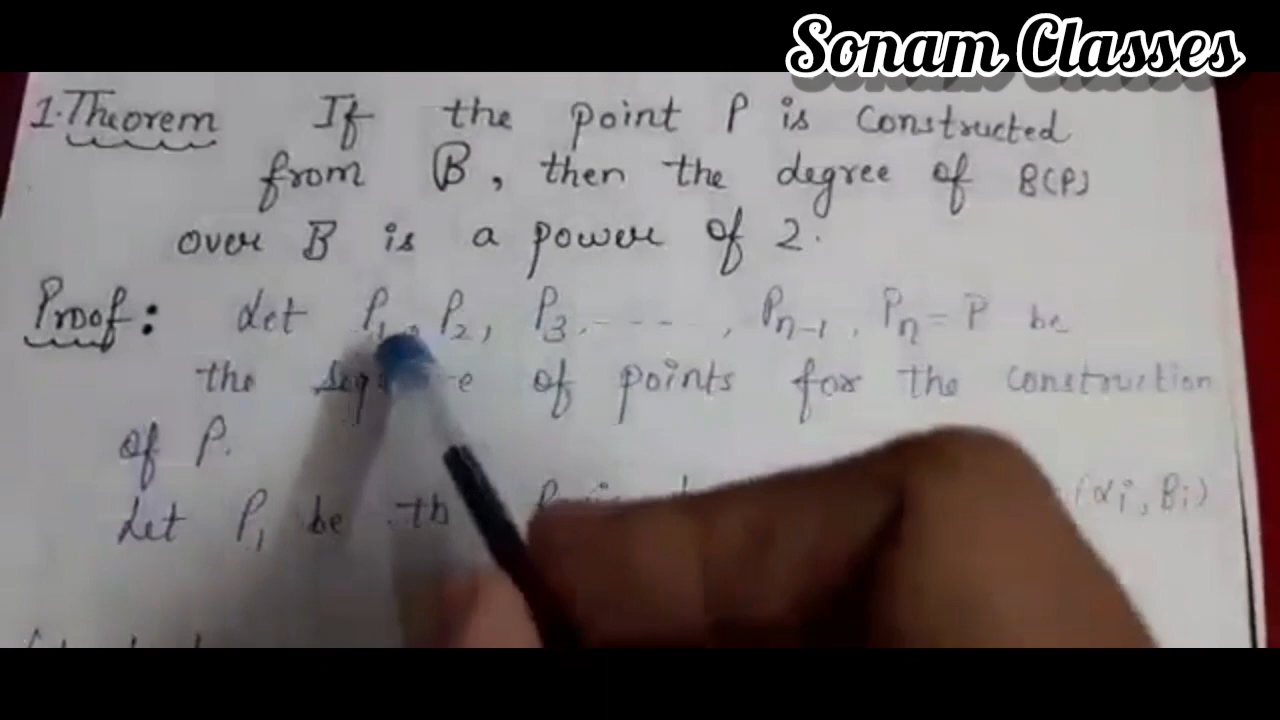 Sonam Classes
1. Theorem If the point P is constructed
from B, then the degree of B(P)
over B is a power of 2.
Proof: Let P1, P2, P3, - - - -, Pn-1, Pn = P be
the of points for the construction
of P.
Let P1 be (αi, Bi)